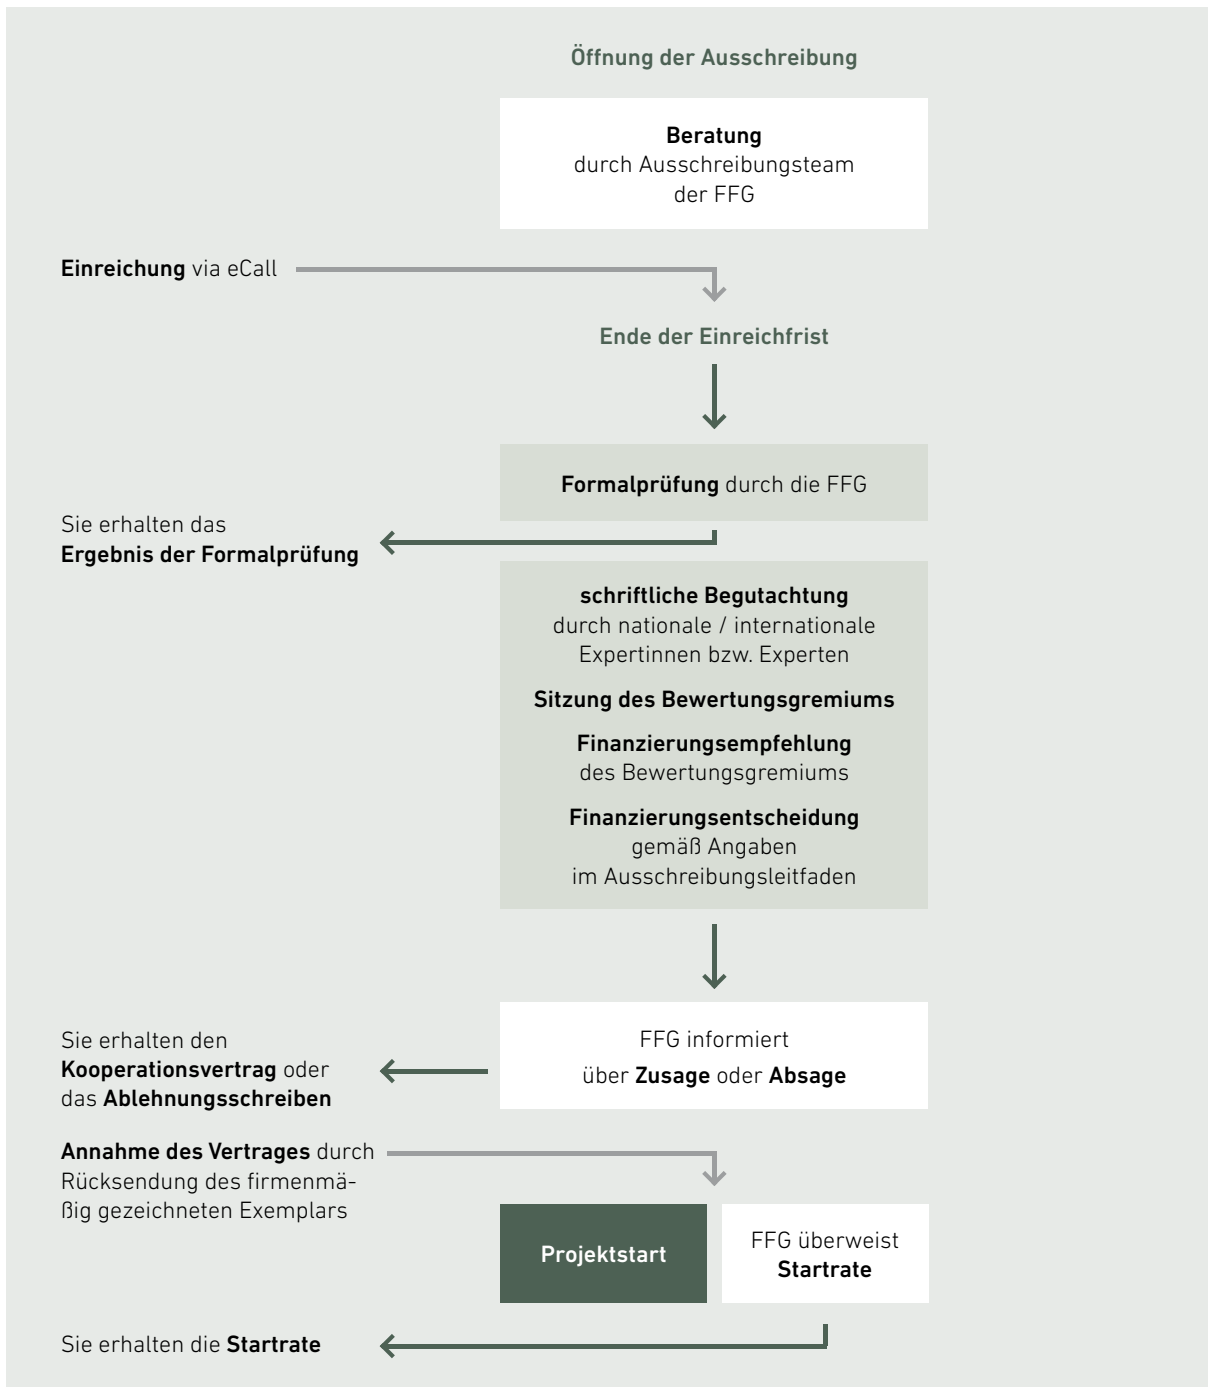 Öffnung der Ausschreibung
Beratung
durch Ausschreibungsteam
der FFG
Einreichung via eCall
Ende der Einreichfrist
Formalprüfung durch die FFG
Sie erhalten das
Ergebnis der Formalprüfung
schriftliche Begutachtung
durch nationale / internationale
Expertinnen bzw. Experten
Sitzung des Bewertungsgremiums
Finanzierungsempfehlung
des Bewertungsgremiums
Finanzierungsentscheidung
gemäß Angaben
im Ausschreibungsleitfaden
FFG informiert
über Zusage oder Absage
Sie erhalten den
Kooperationsvertrag oder
das Ablehnungsschreiben
Annahme des Vertrages durch
Rücksendung des firmenmä-
ßig gezeichneten Exemplars
Projektstart
FFG überweist
Startrate
Sie erhalten die Startrate